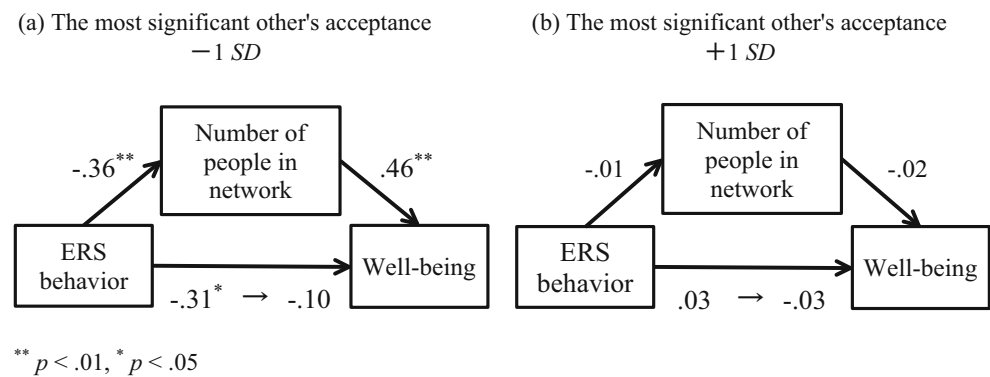 (a) The most significant other's acceptance
−1 SD
Number of
people in
network
-.36**
.46**
ERS
behavior
Well-being
-.31* → -.10
(b) The most significant other's acceptance
+1 SD
Number of
people in
network
-.01
-.02
ERS
behavior
Well-being
.03 → -.03
** p < .01, * p < .05